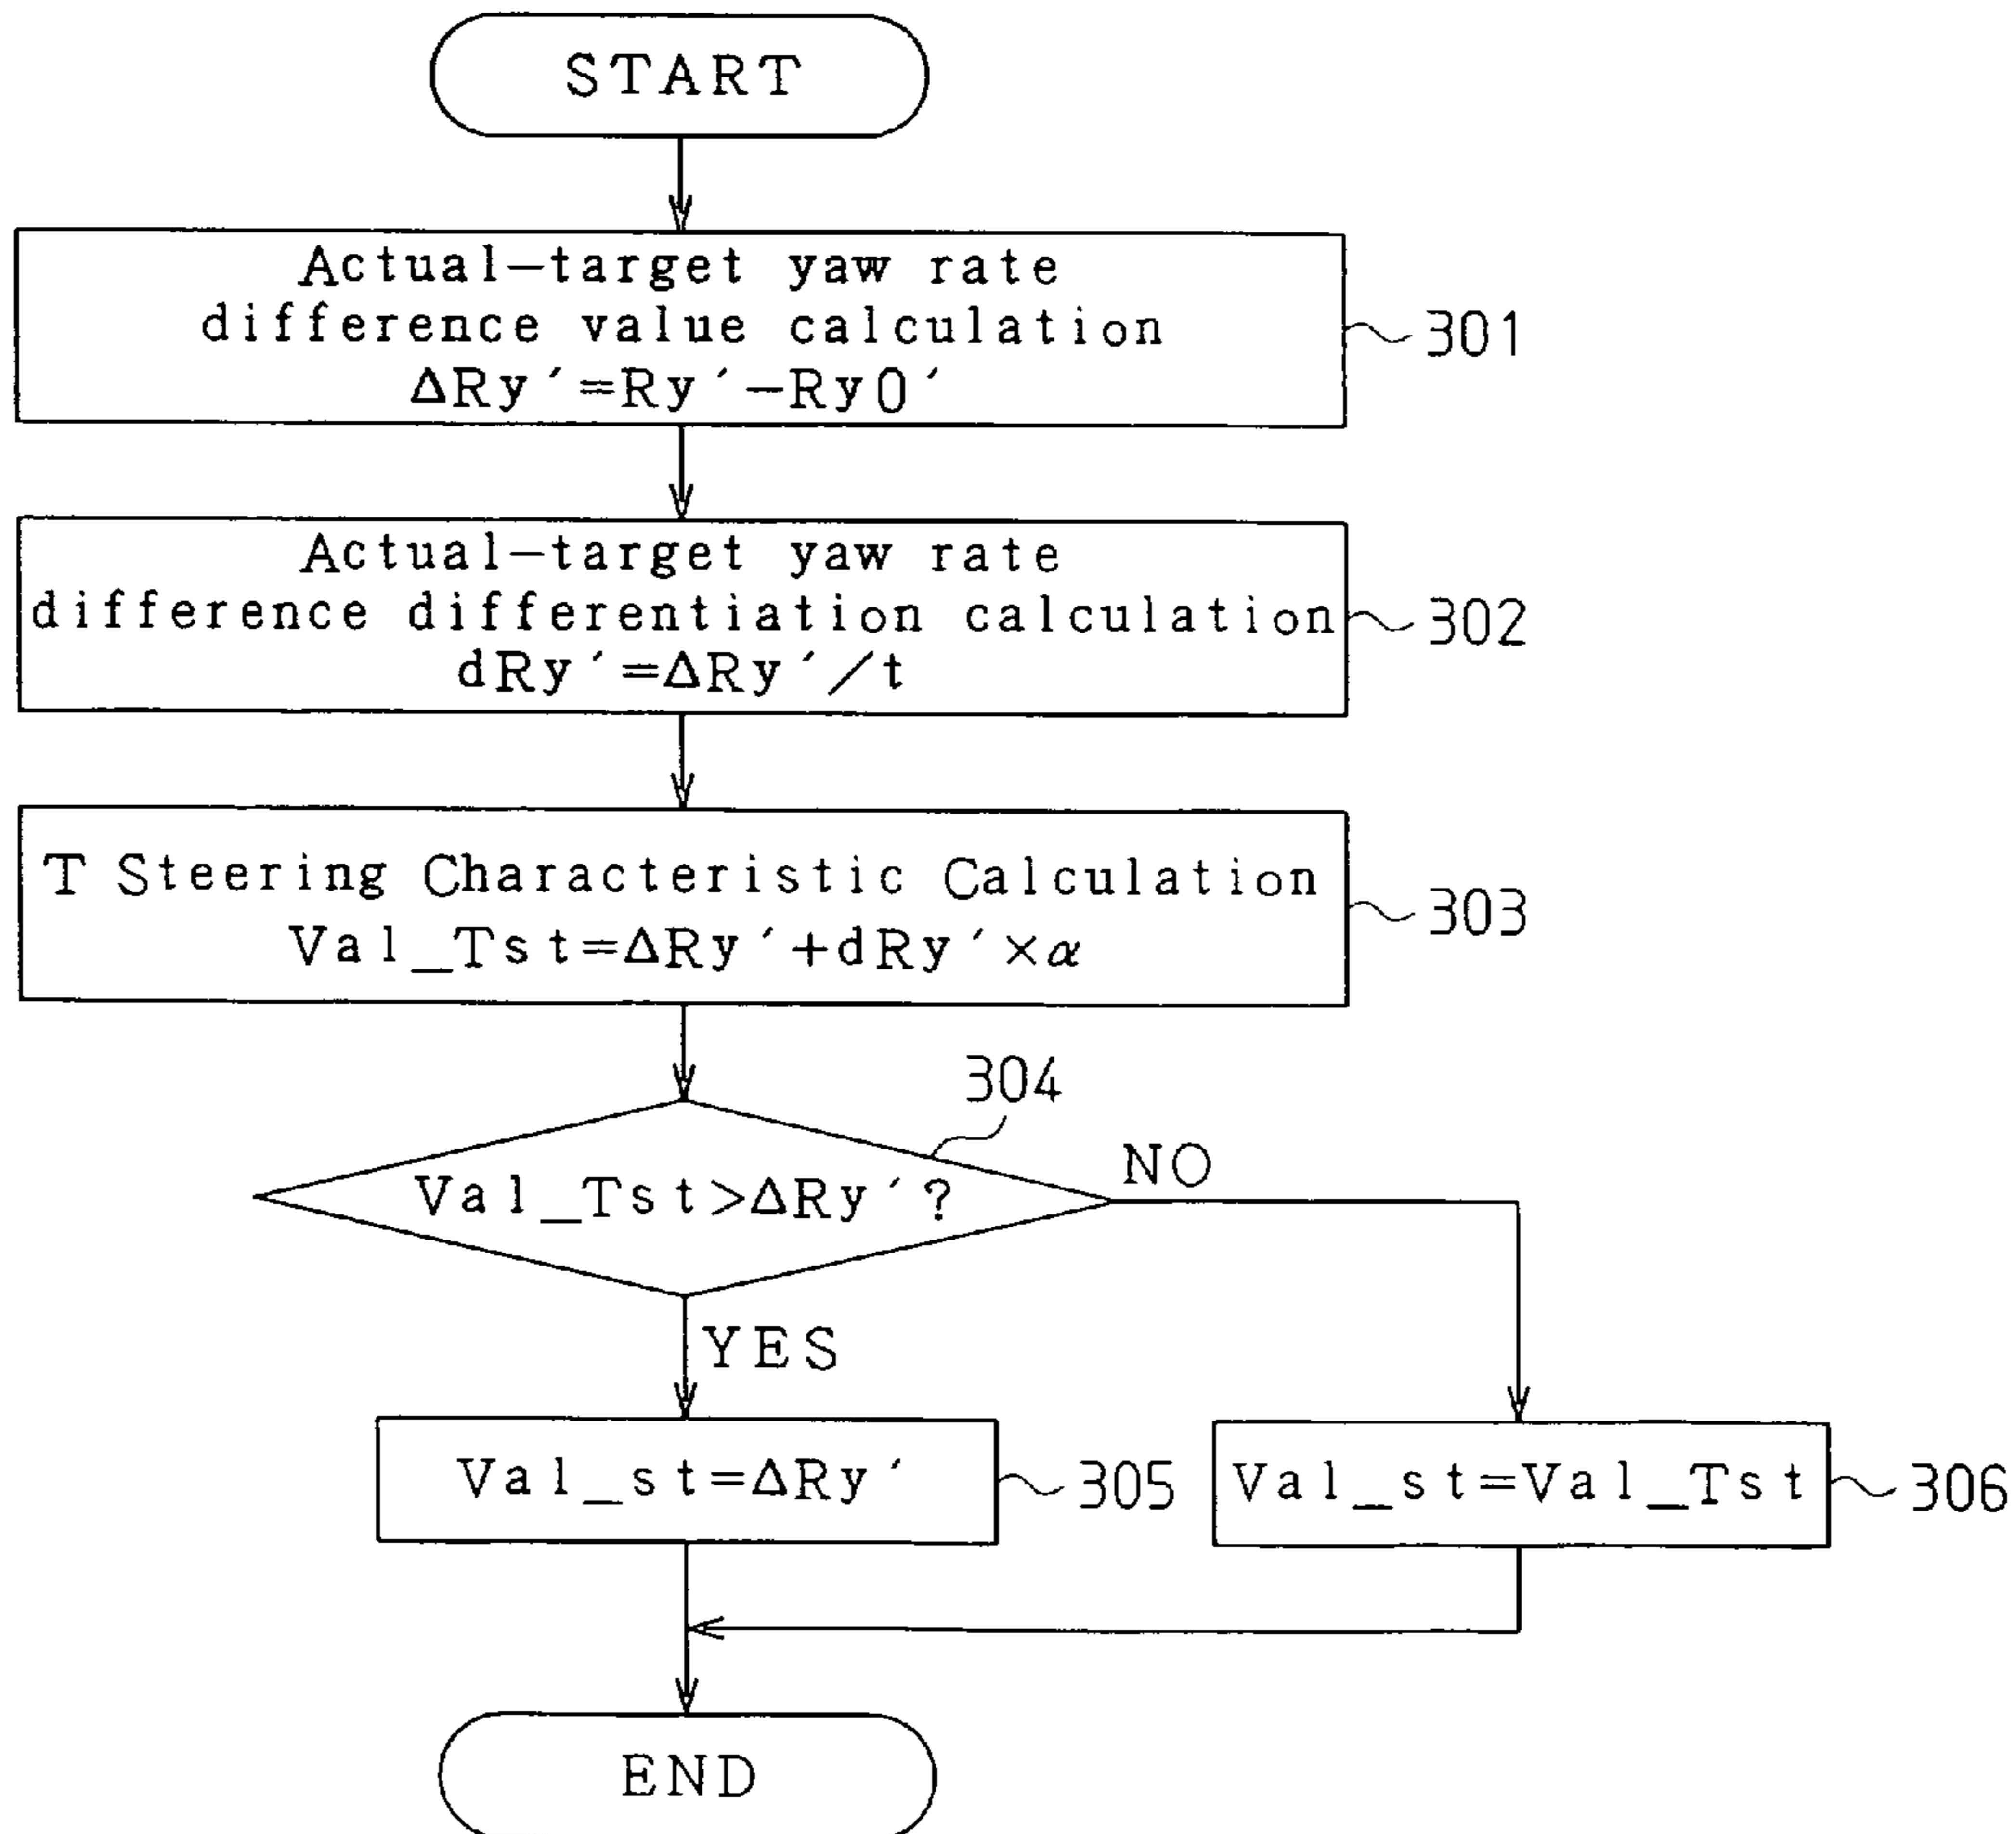 START
Actual-target yaw rate
difference value calculation
ΔRy′=Ry′-Ry0′
301
Actual-target yaw rate
difference differentiation calculation
dRy′=ΔRy′/t
302
T Steering Characteristic Calculation
Val_Tst=ΔRy′+dRy′×α
303
304
Val_Tst>ΔRy′?
NO
YES
Val_st=ΔRy′
305
Val_st=Val_Tst
306
END